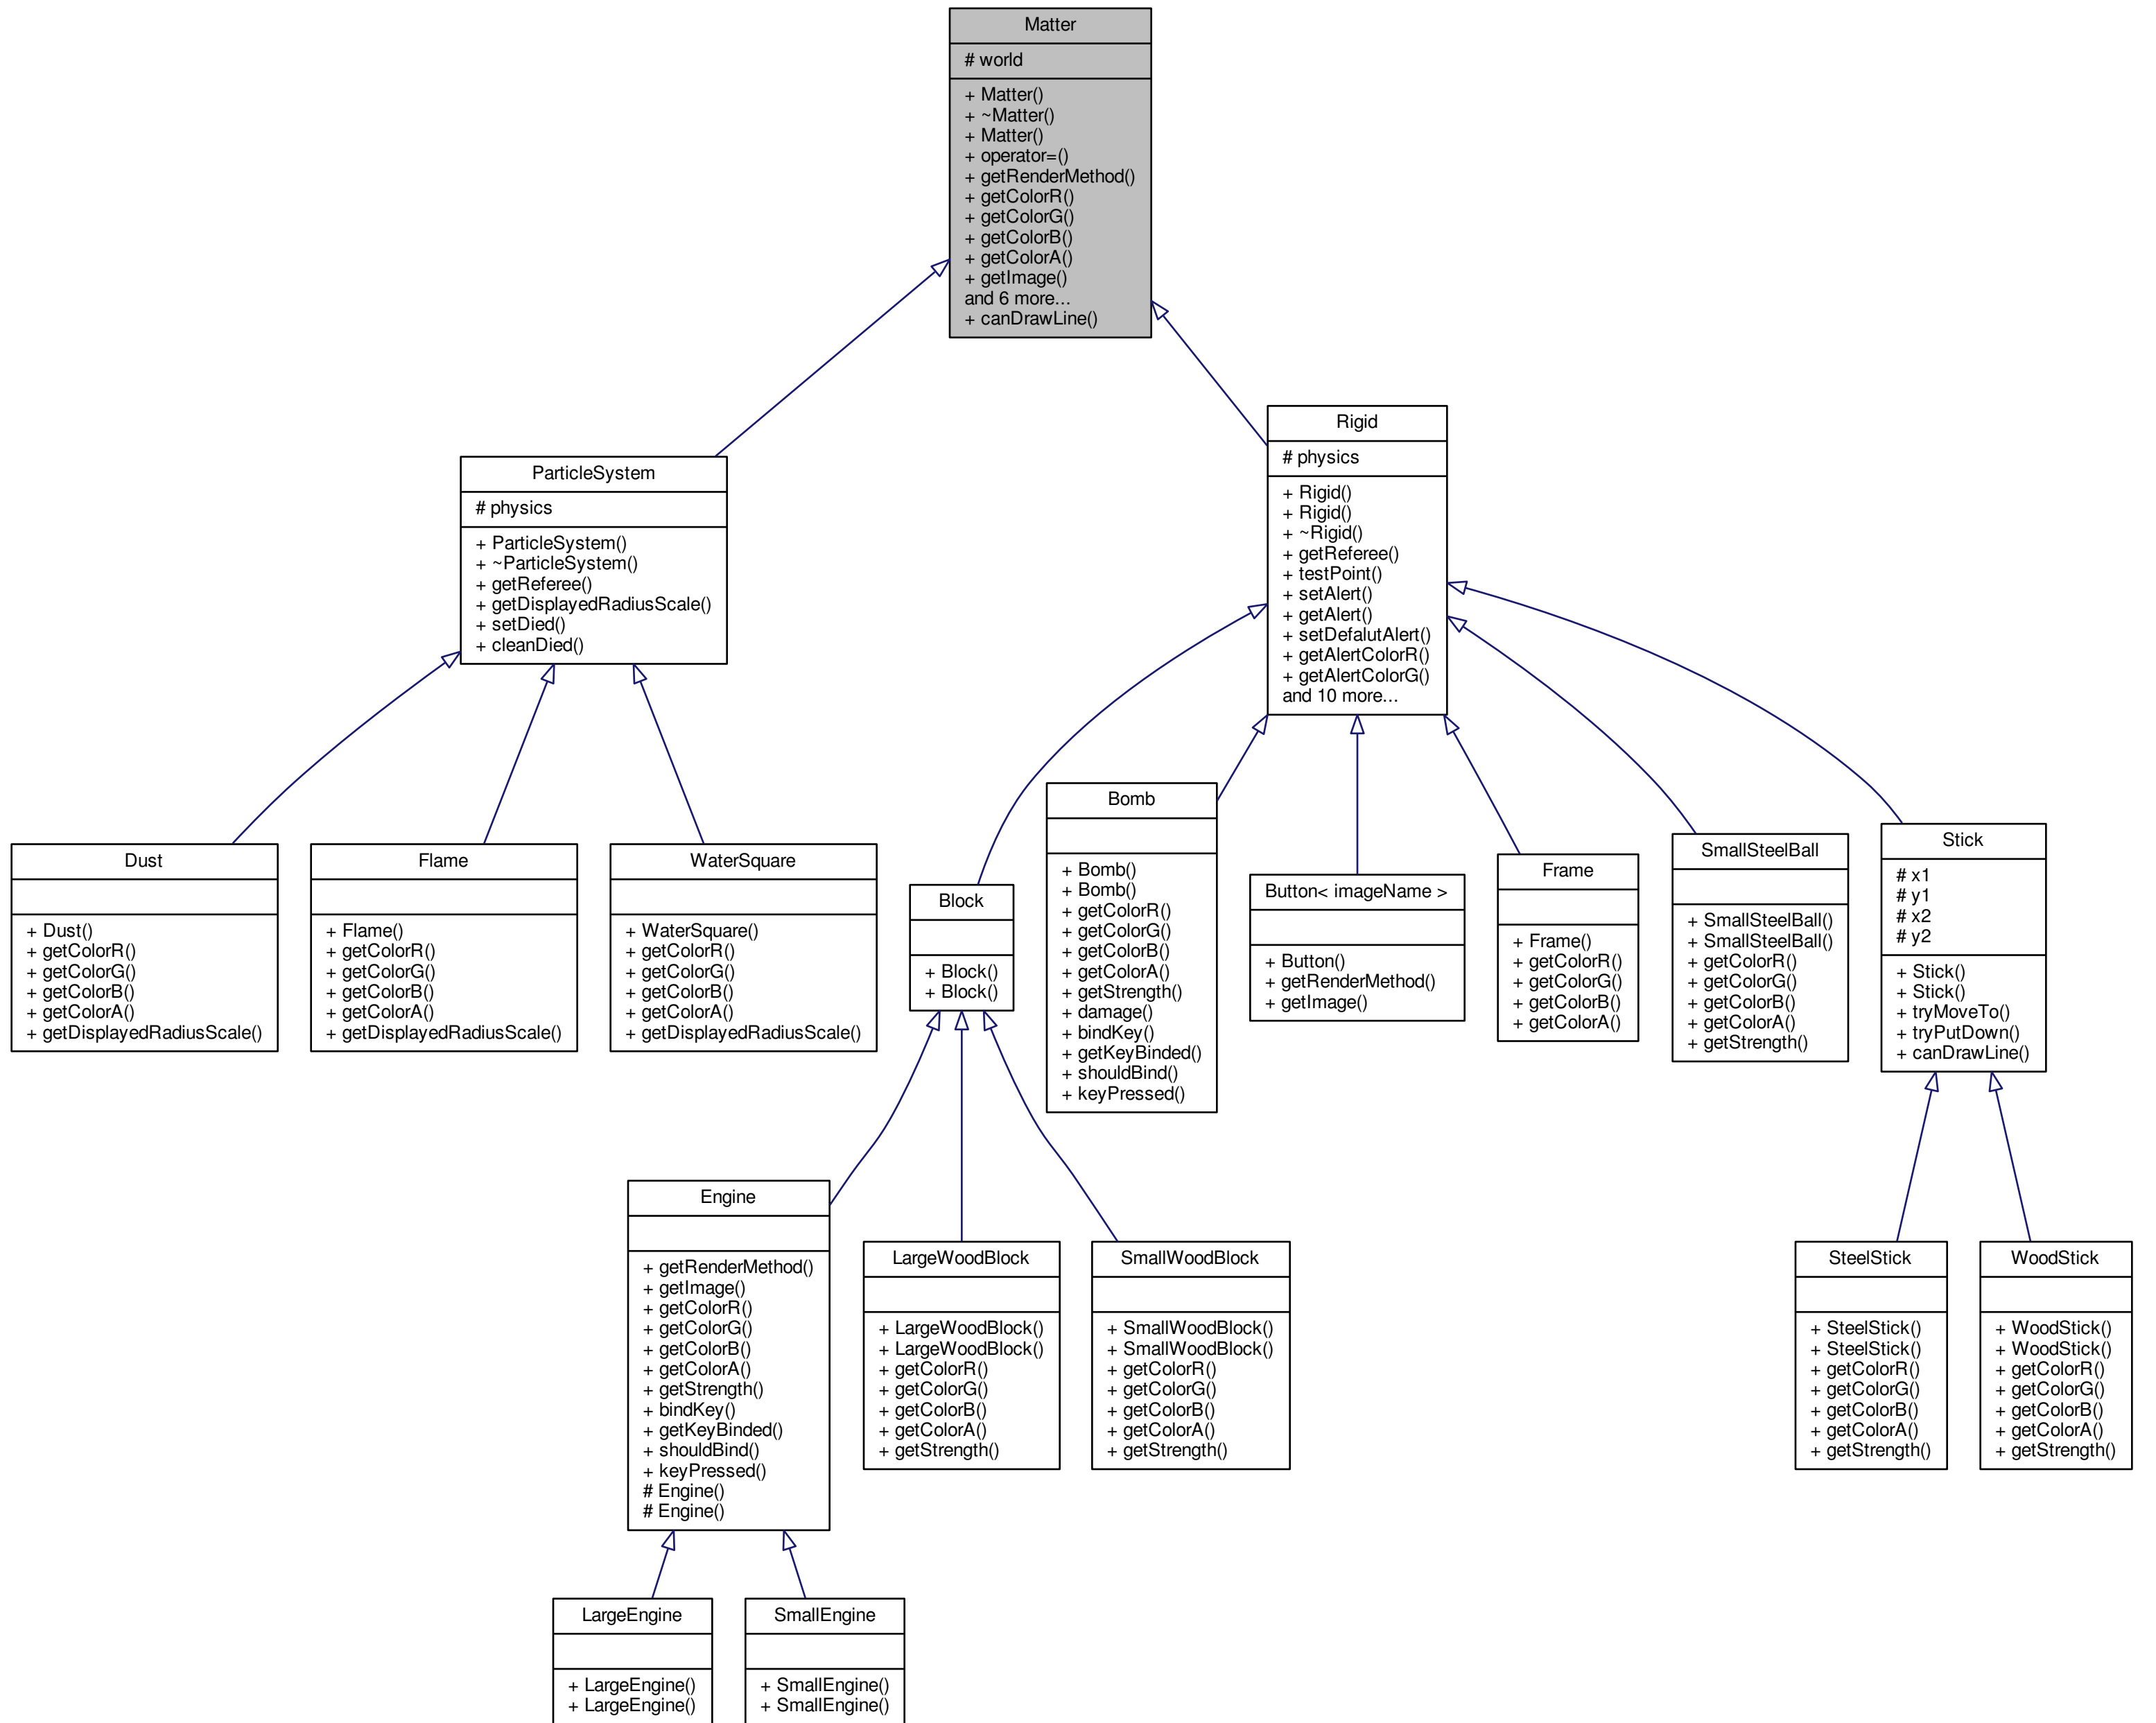 Matter
# world
+ Matter()
+ ~Matter()
+ Matter()
+ operator=()
+ getRenderMethod()
+ getColorR()
+ getColorG()
+ getColorB()
+ getColorA()
+ getImage()
and 6 more...
+ canDrawLine()
ParticleSystem
# physics
+ ParticleSystem()
+ ~ParticleSystem()
+ getReferee()
+ getDisplayedRadiusScale()
+ setDied()
+ cleanDied()
Rigid
# physics
+ Rigid()
+ Rigid()
+ ~Rigid()
+ getReferee()
+ testPoint()
+ setAlert()
+ getAlert()
+ setDefalutAlert()
+ getAlertColorR()
+ getAlertColorG()
and 10 more...
Dust
+ Dust()
+ getColorR()
+ getColorG()
+ getColorB()
+ getColorA()
+ getDisplayedRadiusScale()
Flame
+ Flame()
+ getColorR()
+ getColorG()
+ getColorB()
+ getColorA()
+ getDisplayedRadiusScale()
WaterSquare
+ WaterSquare()
+ getColorR()
+ getColorG()
+ getColorB()
+ getColorA()
+ getDisplayedRadiusScale()
Block
+ Block()
+ Block()
Bomb
+ Bomb()
+ Bomb()
+ getColorR()
+ getColorG()
+ getColorB()
+ getColorA()
+ getStrength()
+ damage()
+ bindKey()
+ getKeyBinded()
+ shouldBind()
+ keyPressed()
Button< imageName >
+ Button()
+ getRenderMethod()
+ getImage()
Frame
+ Frame()
+ getColorR()
+ getColorG()
+ getColorB()
+ getColorA()
SmallSteelBall
+ SmallSteelBall()
+ SmallSteelBall()
+ getColorR()
+ getColorG()
+ getColorB()
+ getColorA()
+ getStrength()
Stick
# x1
# y1
# x2
# y2
+ Stick()
+ Stick()
+ tryMoveTo()
+ tryPutDown()
+ canDrawLine()
Engine
+ getRenderMethod()
+ getImage()
+ getColorR()
+ getColorG()
+ getColorB()
+ getColorA()
+ getStrength()
+ bindKey()
+ getKeyBinded()
+ shouldBind()
+ keyPressed()
# Engine()
# Engine()
LargeWoodBlock
+ LargeWoodBlock()
+ LargeWoodBlock()
+ getColorR()
+ getColorG()
+ getColorB()
+ getColorA()
+ getStrength()
SmallWoodBlock
+ SmallWoodBlock()
+ SmallWoodBlock()
+ getColorR()
+ getColorG()
+ getColorB()
+ getColorA()
+ getStrength()
SteelStick
+ SteelStick()
+ SteelStick()
+ getColorR()
+ getColorG()
+ getColorB()
+ getColorA()
+ getStrength()
WoodStick
+ WoodStick()
+ WoodStick()
+ getColorR()
+ getColorG()
+ getColorB()
+ getColorA()
+ getStrength()
LargeEngine
+ LargeEngine()
+ LargeEngine()
SmallEngine
+ SmallEngine()
+ SmallEngine()